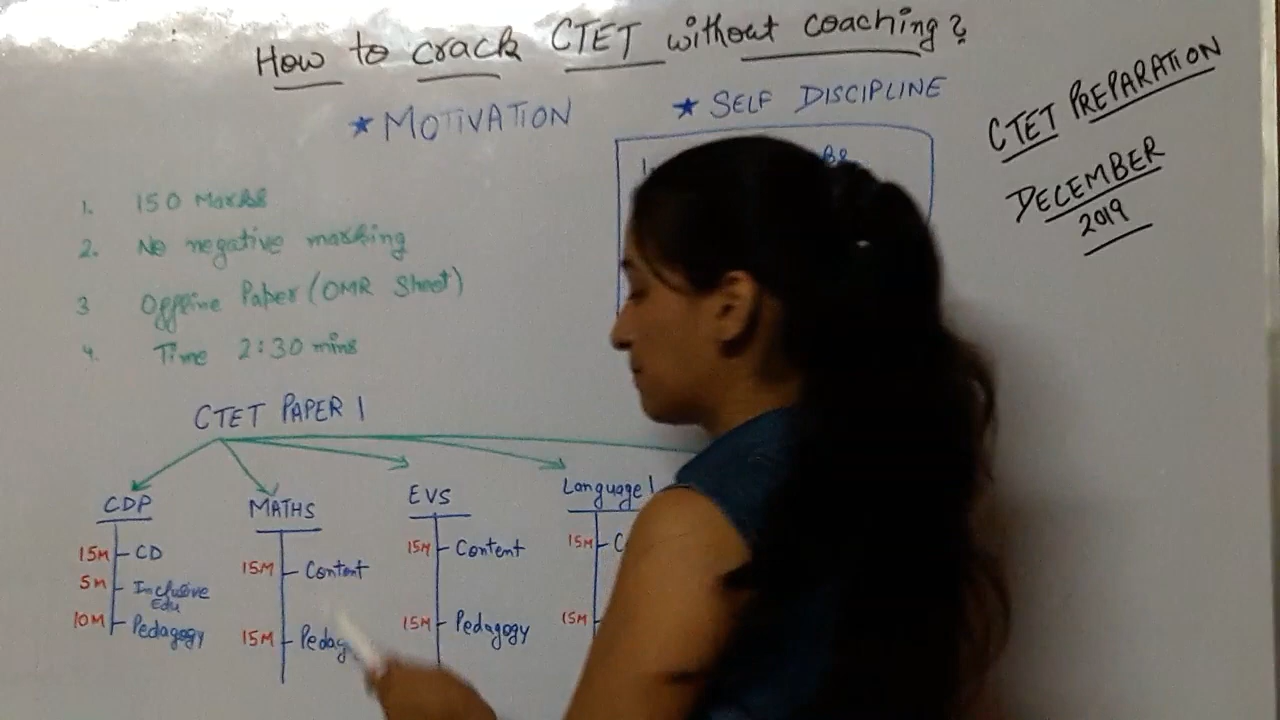 How to crack CTET without coaching?
★ MOTIVATION
★ SELF DISCIPLINE
CTET PREPARATION
DECEMBER
2019
1. 150 Marks
2. No negative marking
3 Offline Paper (OMR Sheet)
4. Time 2:30 mins
1.
CTET PAPER 1
CDP
15M CD
5M Inclusive
Edu
10M Pedagogy
MATHS
15M Content
15M Pedag
EVS
15M Content
15M Pedagogy
Language 1
15M C
15M